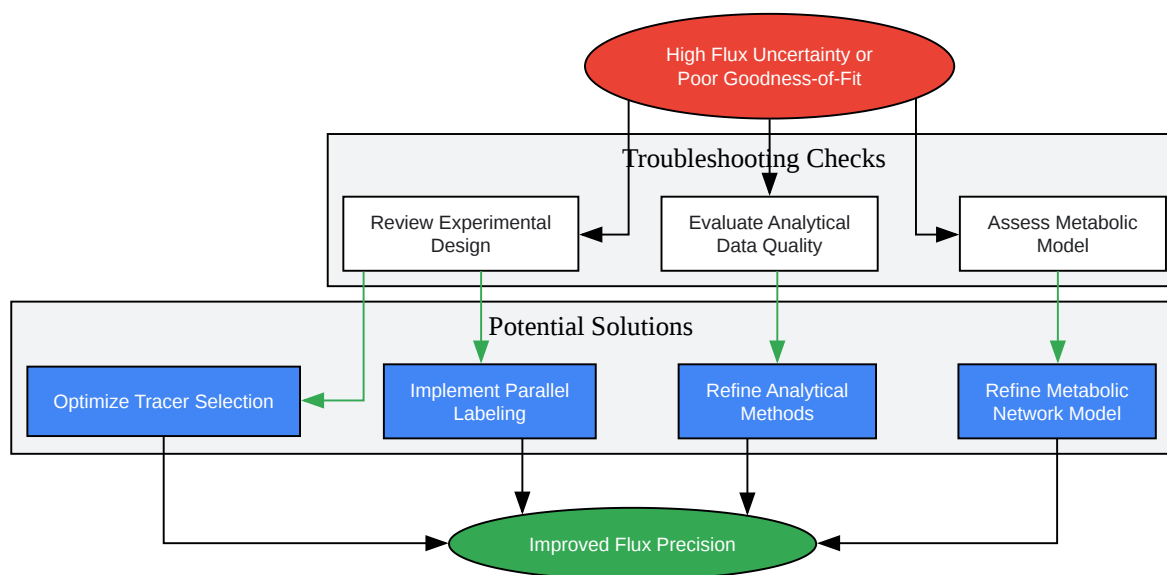 High Flux Uncertainty or
Poor Goodness-of-Fit
Troubleshooting Checks
Review Experimental
Design
Evaluate Analytical
Data Quality
Assess Metabolic
Model
Potential Solutions
Optimize Tracer Selection
Implement Parallel
Labeling
Refine Analytical
Methods
Refine Metabolic
Network Model
Improved Flux Precision